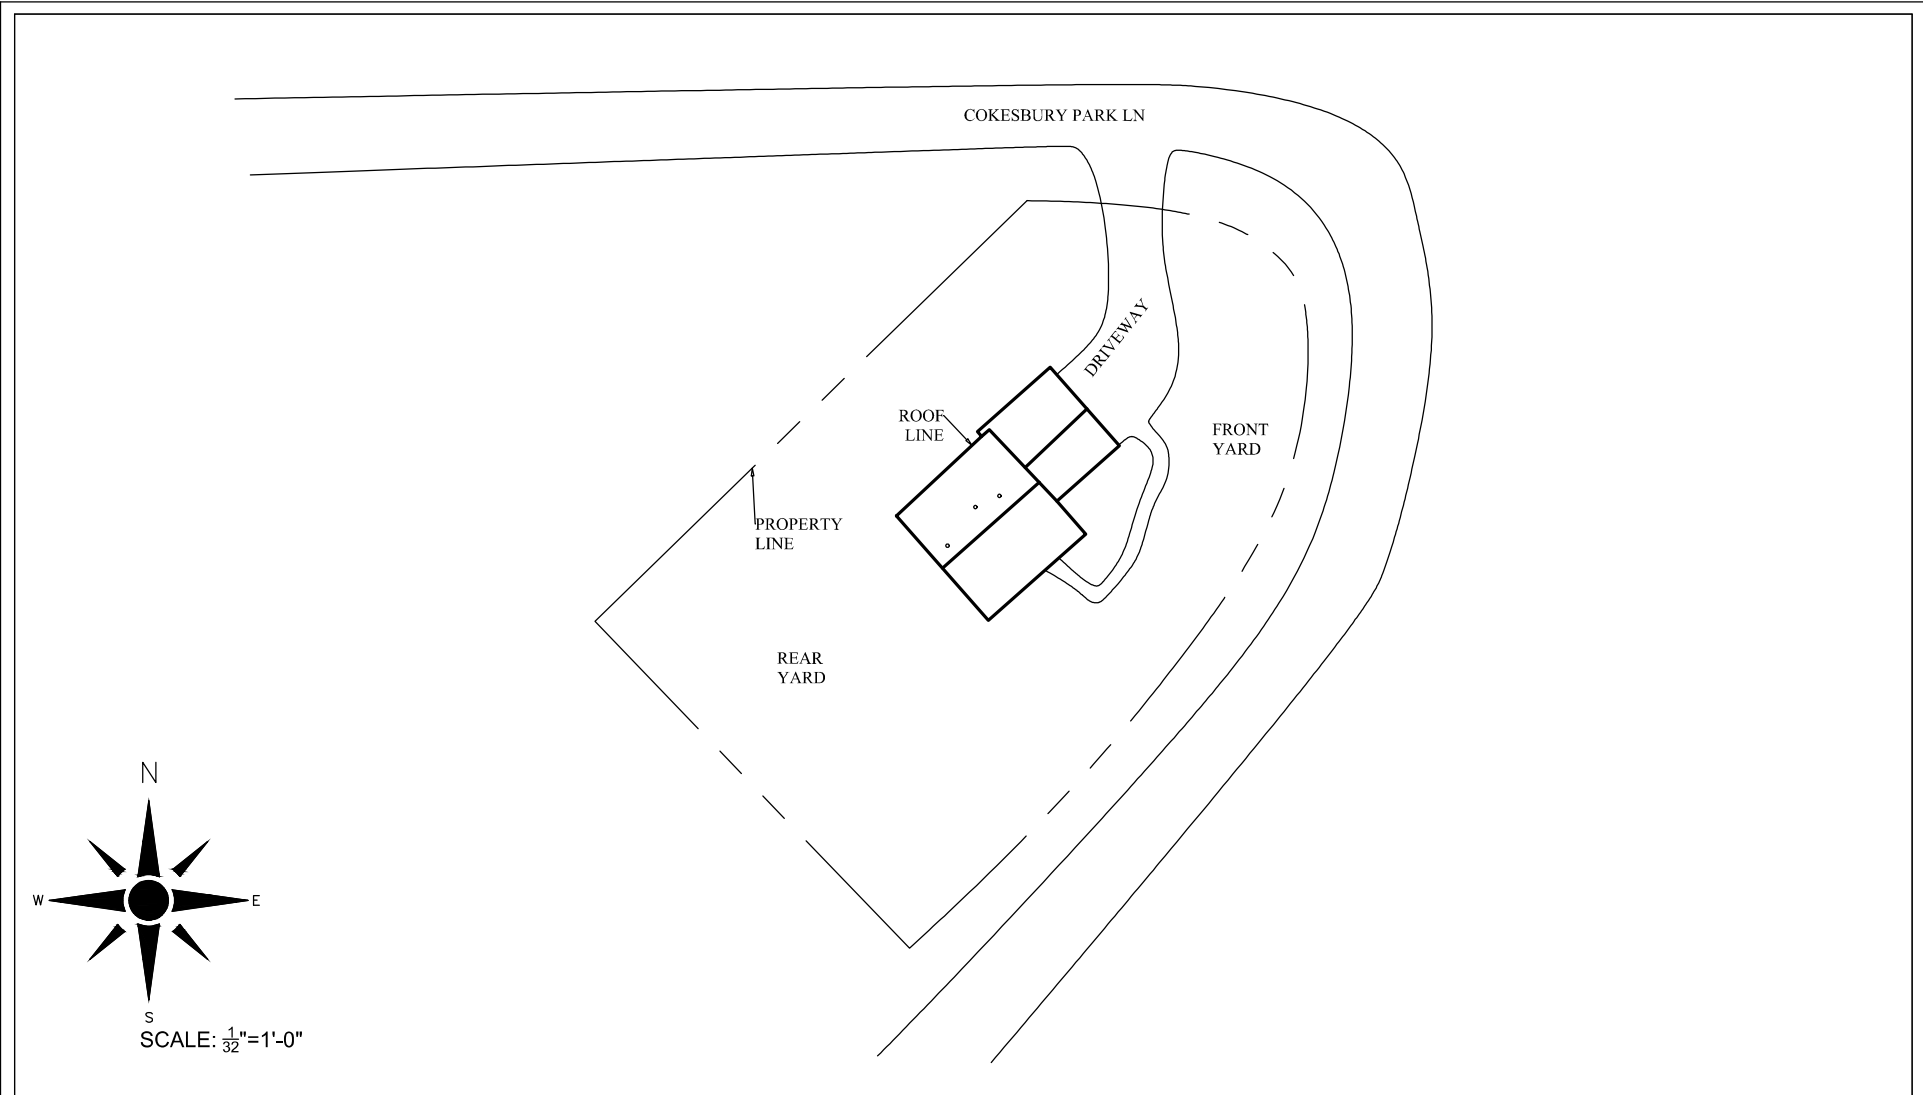 COKESBURY PARK LN
DRIVEWAY
ROOF
LINE
FRONT
YARD
PROPERTY
LINE
REAR
YARD
N
W
E
S
SCALE: 1/32"=1'-0"